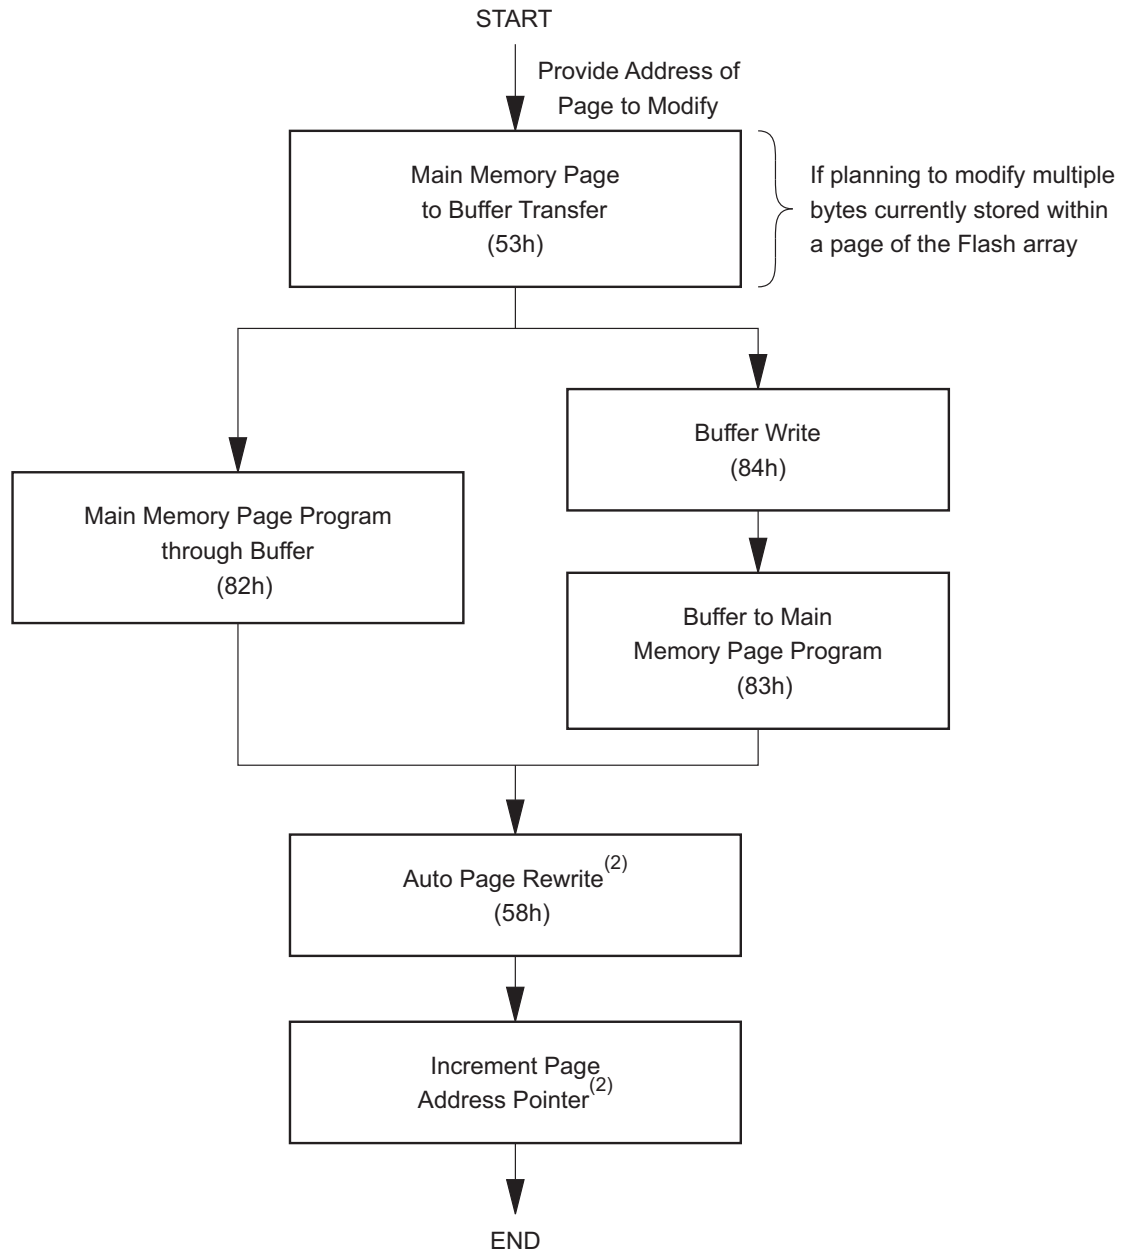 START
Provide Address of
Page to Modify
Main Memory Page
to Buffer Transfer
(53h)
If planning to modify multiple
bytes currently stored within
a page of the Flash array
Buffer Write
(84h)
Main Memory Page Program
through Buffer
(82h)
Buffer to Main
Memory Page Program
(83h)
Auto Page Rewrite(2)
(58h)
Increment Page
Address Pointer(2)
END